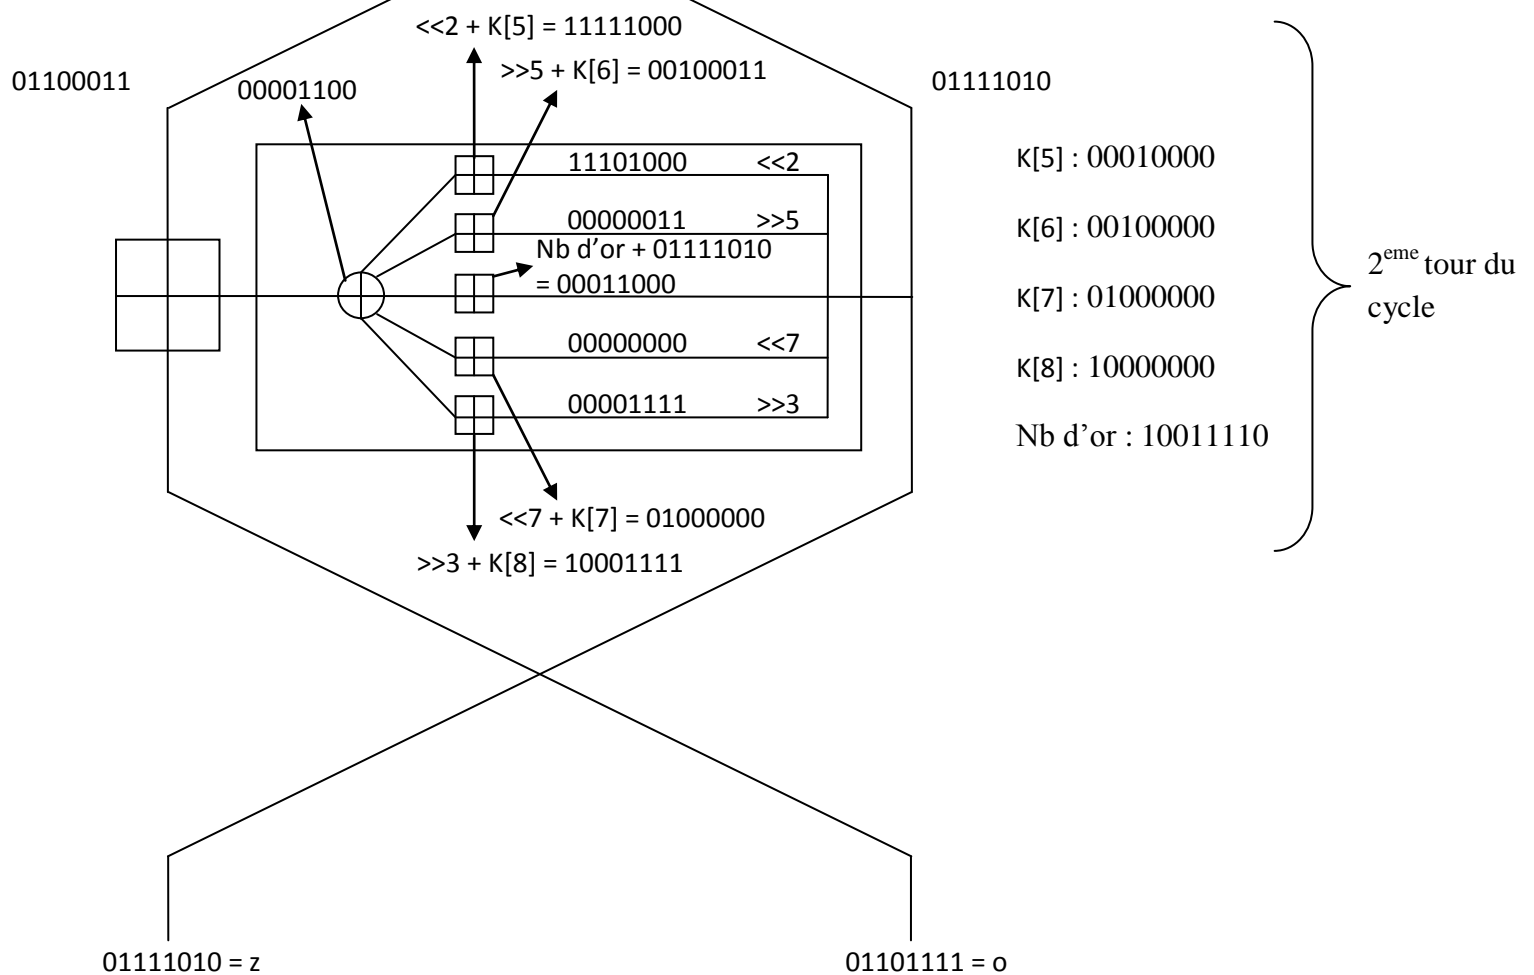 <<2 + K[5] = 11111000
>>5 + K[6] = 00100011
01100011
00001100
01111010
11101000 <<2
00000011 >>5
Nb d’or + 01111010
= 00011000
00000000 <<7
00001111 >>3
<<7 + K[7] = 01000000
>>3 + K[8] = 10001111
K[5] : 00010000
K[6] : 00100000
K[7] : 01000000
K[8] : 10000000
Nb d’or : 10011110
2eme tour du
cycle
01111010 = z
01101111 = o